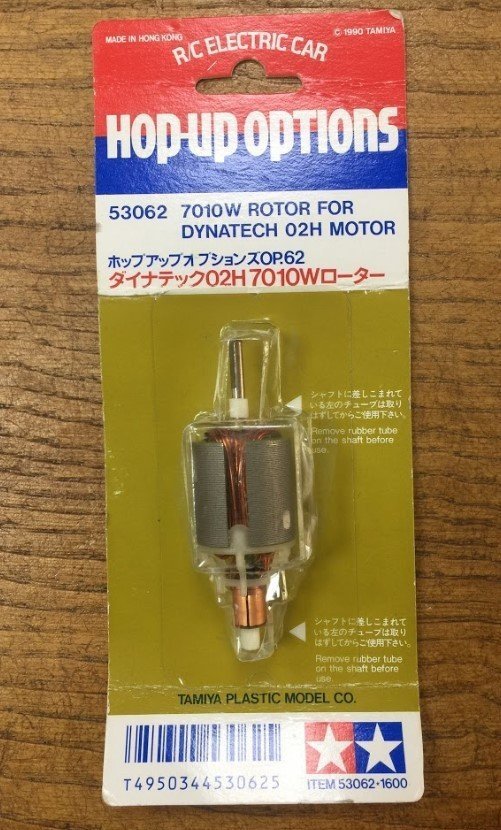 MADE IN HONG KONG
© 1990 TAMIYA
R/C ELECTRIC CAR
HOP-UP OPTIONS
53062 7010W ROTOR FOR
DYNATECH 02H MOTOR
ホップアップオプションズOP.62
ダイナテック02H7010Wローター
シャフトに差しこまれて
いる左のチューブは取り
はずしてからご使用下さい。
Remove rubber tube
on the shaft before
use.
シャフトに差しこまれて
いる左のチューブは取り
はずしてからご使用下さい。
Remove rubber tube
on the shaft before
use.
TAMIYA PLASTIC MODEL CO.
T4950344530625
ITEM 53062・1600